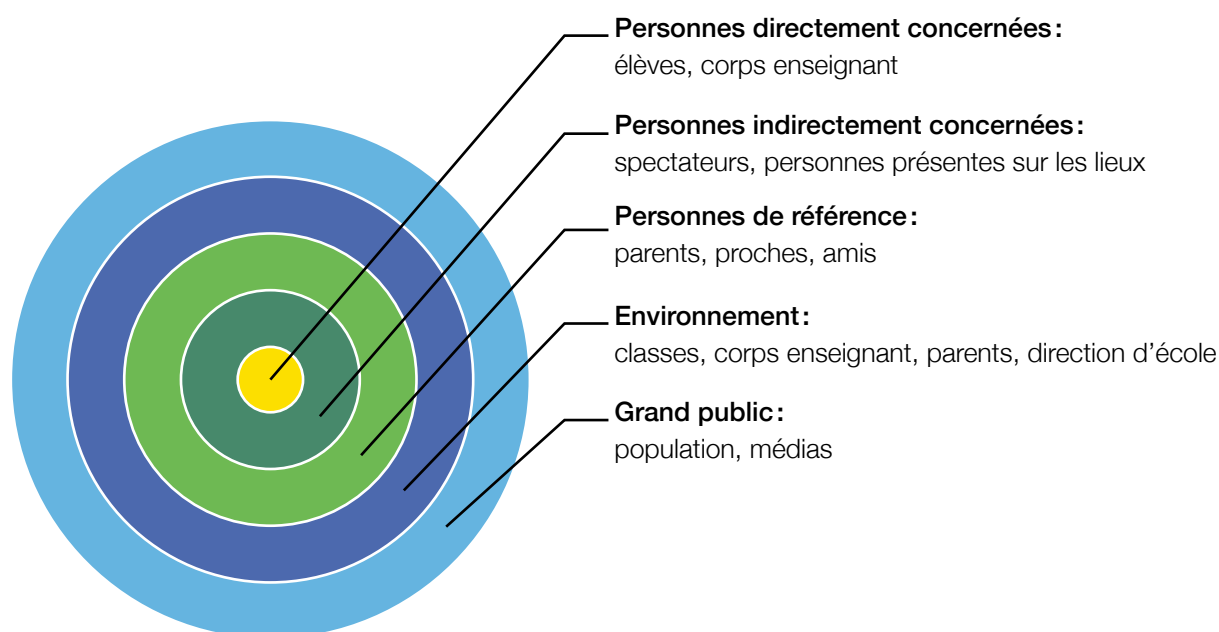 Personnes directement concernées :
élèves, corps enseignant
Personnes indirectement concernées :
spectateurs, personnes présentes sur les lieux
Personnes de référence :
parents, proches, amis
Environnement :
classes, corps enseignant, parents, direction d’école
Grand public :
population, médias